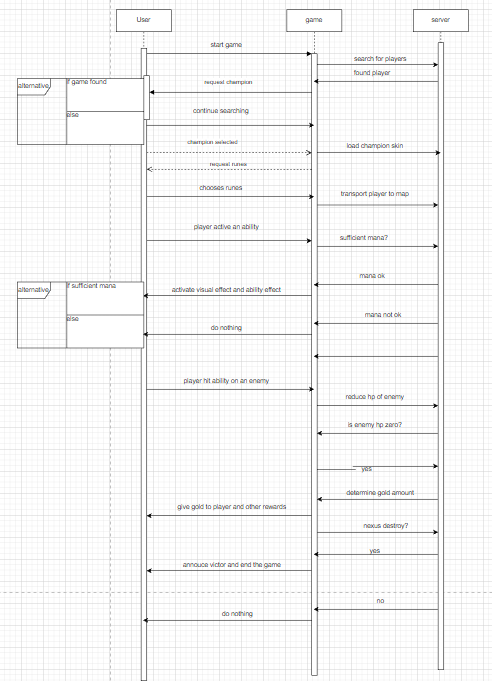 User
game
server
start game
search for players
found player
alternative
If game found
request champion
else
continue searching
champion selected
load champion skin
request runes
chooses runes
transport player to map
player active an ability
sufficient mana?
mana ok
alternative
If sufficient mana
activate visual effect and ability effect
else
mana not ok
do nothing
player hit ability on an enemy
reduce hp of enemy
is enemy hp zero?
yes
determine gold amount
give gold to player and other rewards
nexus destroy?
yes
annouce victor and end the game
no
do nothing